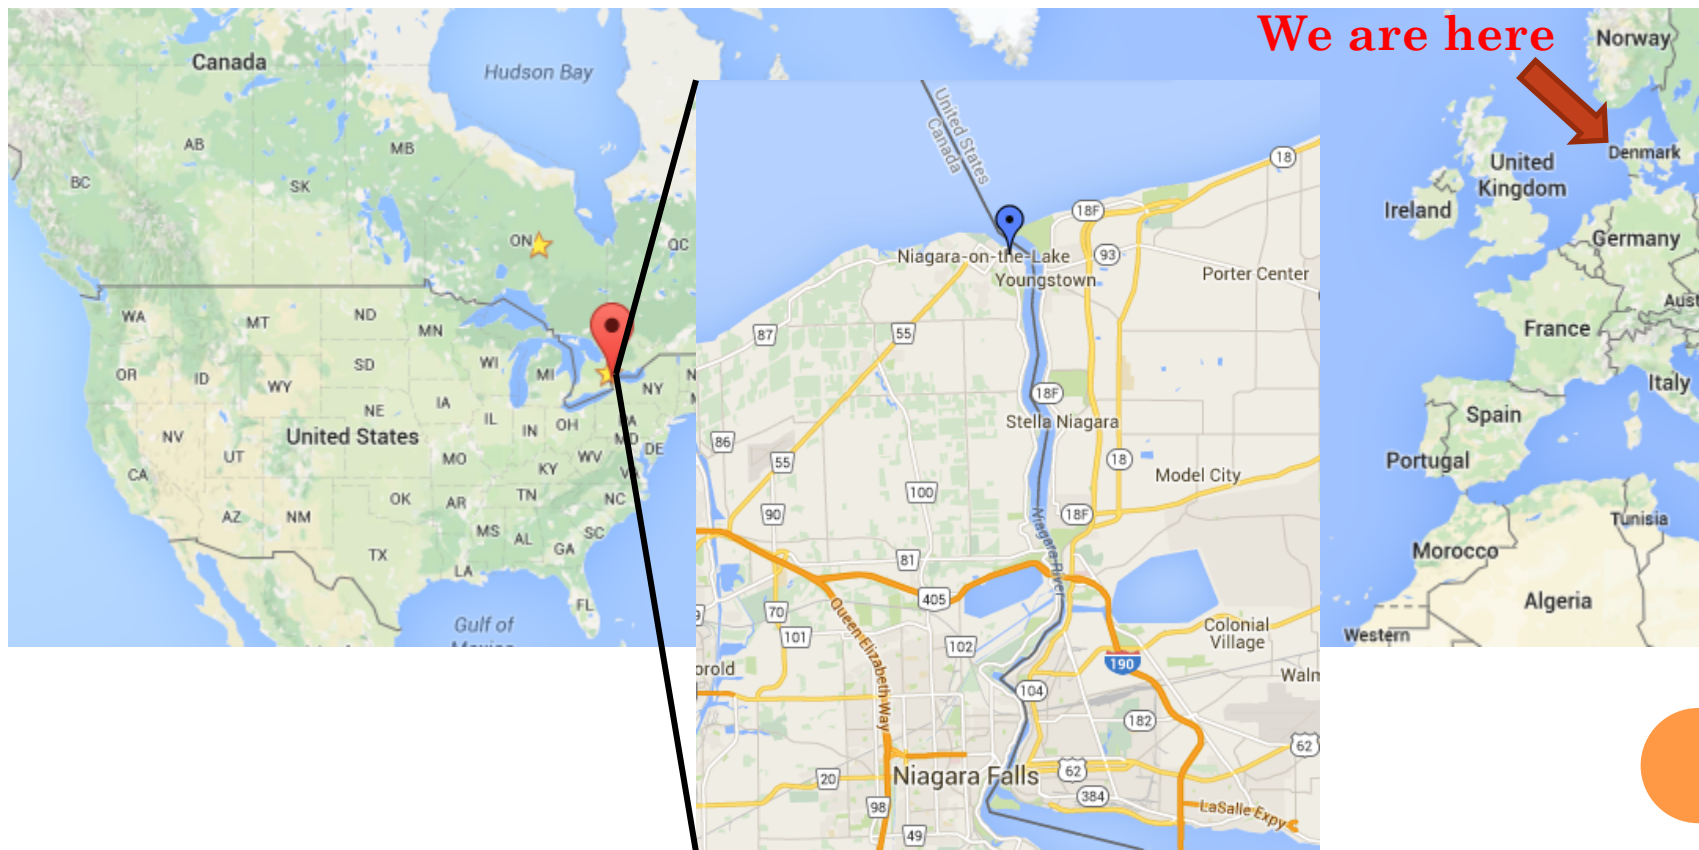 We are here
Norway
Canada
Hudson Bay
AB
MB
BC
SK
ON
QC
Denmark
United
Kingdom
Ireland
Germany
WA
MT
ND
MN
OR
ID
WY
SD
WI
MI
NY
France
Italy
NE
IA
IL
IN
OH
NV
UT
United States
MD
DE
CA
MO
KY
WV
Spain
Portugal
OK
AR
TN
NC
AZ
NM
MS
AL
SC
GA
TX
LA
FL
Tunisia
Morocco
Algeria
Western
Gulf of
United States
Canada
18
18F
Niagara-on-the-Lake
93
Youngstown
Porter Center
87
55
18F
Stella Niagara
86
55
18
Model City
100
90
18F
Niagara River
81
405
70
101
Queen Elizabeth Way
102
Colonial
Village
190
104
182
62
20
Niagara Falls
62
98
384
LaSalle Expy
49